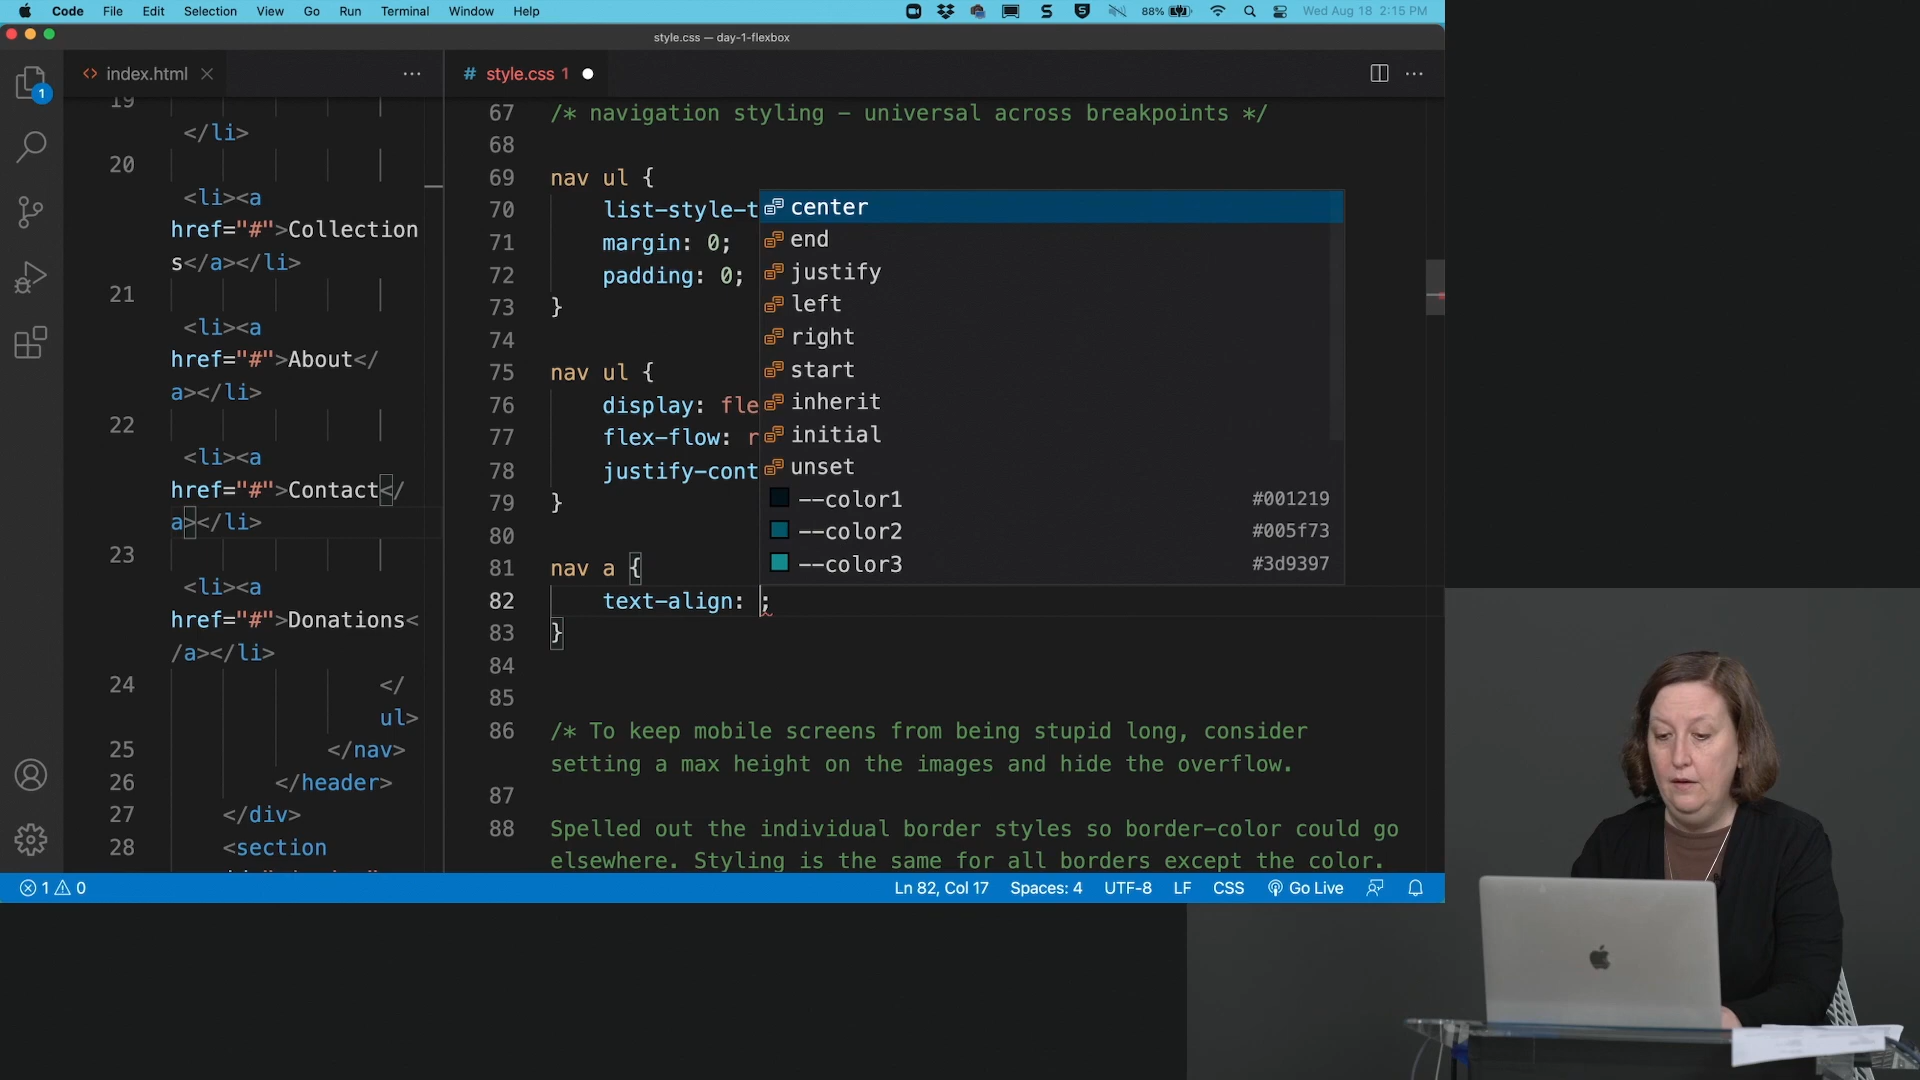 Code File Edit Selection View Go Run Terminal Window Help 88% Wed Aug 18 2:15 PM
style.css — day-1-flexbox
index.html
style.css 1
1
19
</li>
20
<li><a
href="#">Collection
s</a></li>
21
<li><a
href="#">About</
a></li>
22
<li><a
href="#">Contact</
a></li>
23
<li><a
href="#">Donations<
/a></li>
24 </
ul>
25 </nav>
26 </header>
27 </div>
28 <section
67 /* navigation styling – universal across breakpoints */
68
69 nav ul {
70 list-style-t
71 margin: 0;
72 padding: 0;
73 }
74
75 nav ul {
76 display: fle
77 flex-flow: r
78 justify-cont
79 }
80
81 nav a {
82 text-align: ;
83 }
84
85
86 /* To keep mobile screens from being stupid long, consider
setting a max height on the images and hide the overflow.
87
88 Spelled out the individual border styles so border-color could go
elsewhere. Styling is the same for all borders except the color.
center
end
justify
left
right
start
inherit
initial
unset
--color1 #001219
--color2 #005f73
--color3 #3d9397
1 0 Ln 82, Col 17 Spaces: 4 UTF-8 LF CSS Go Live